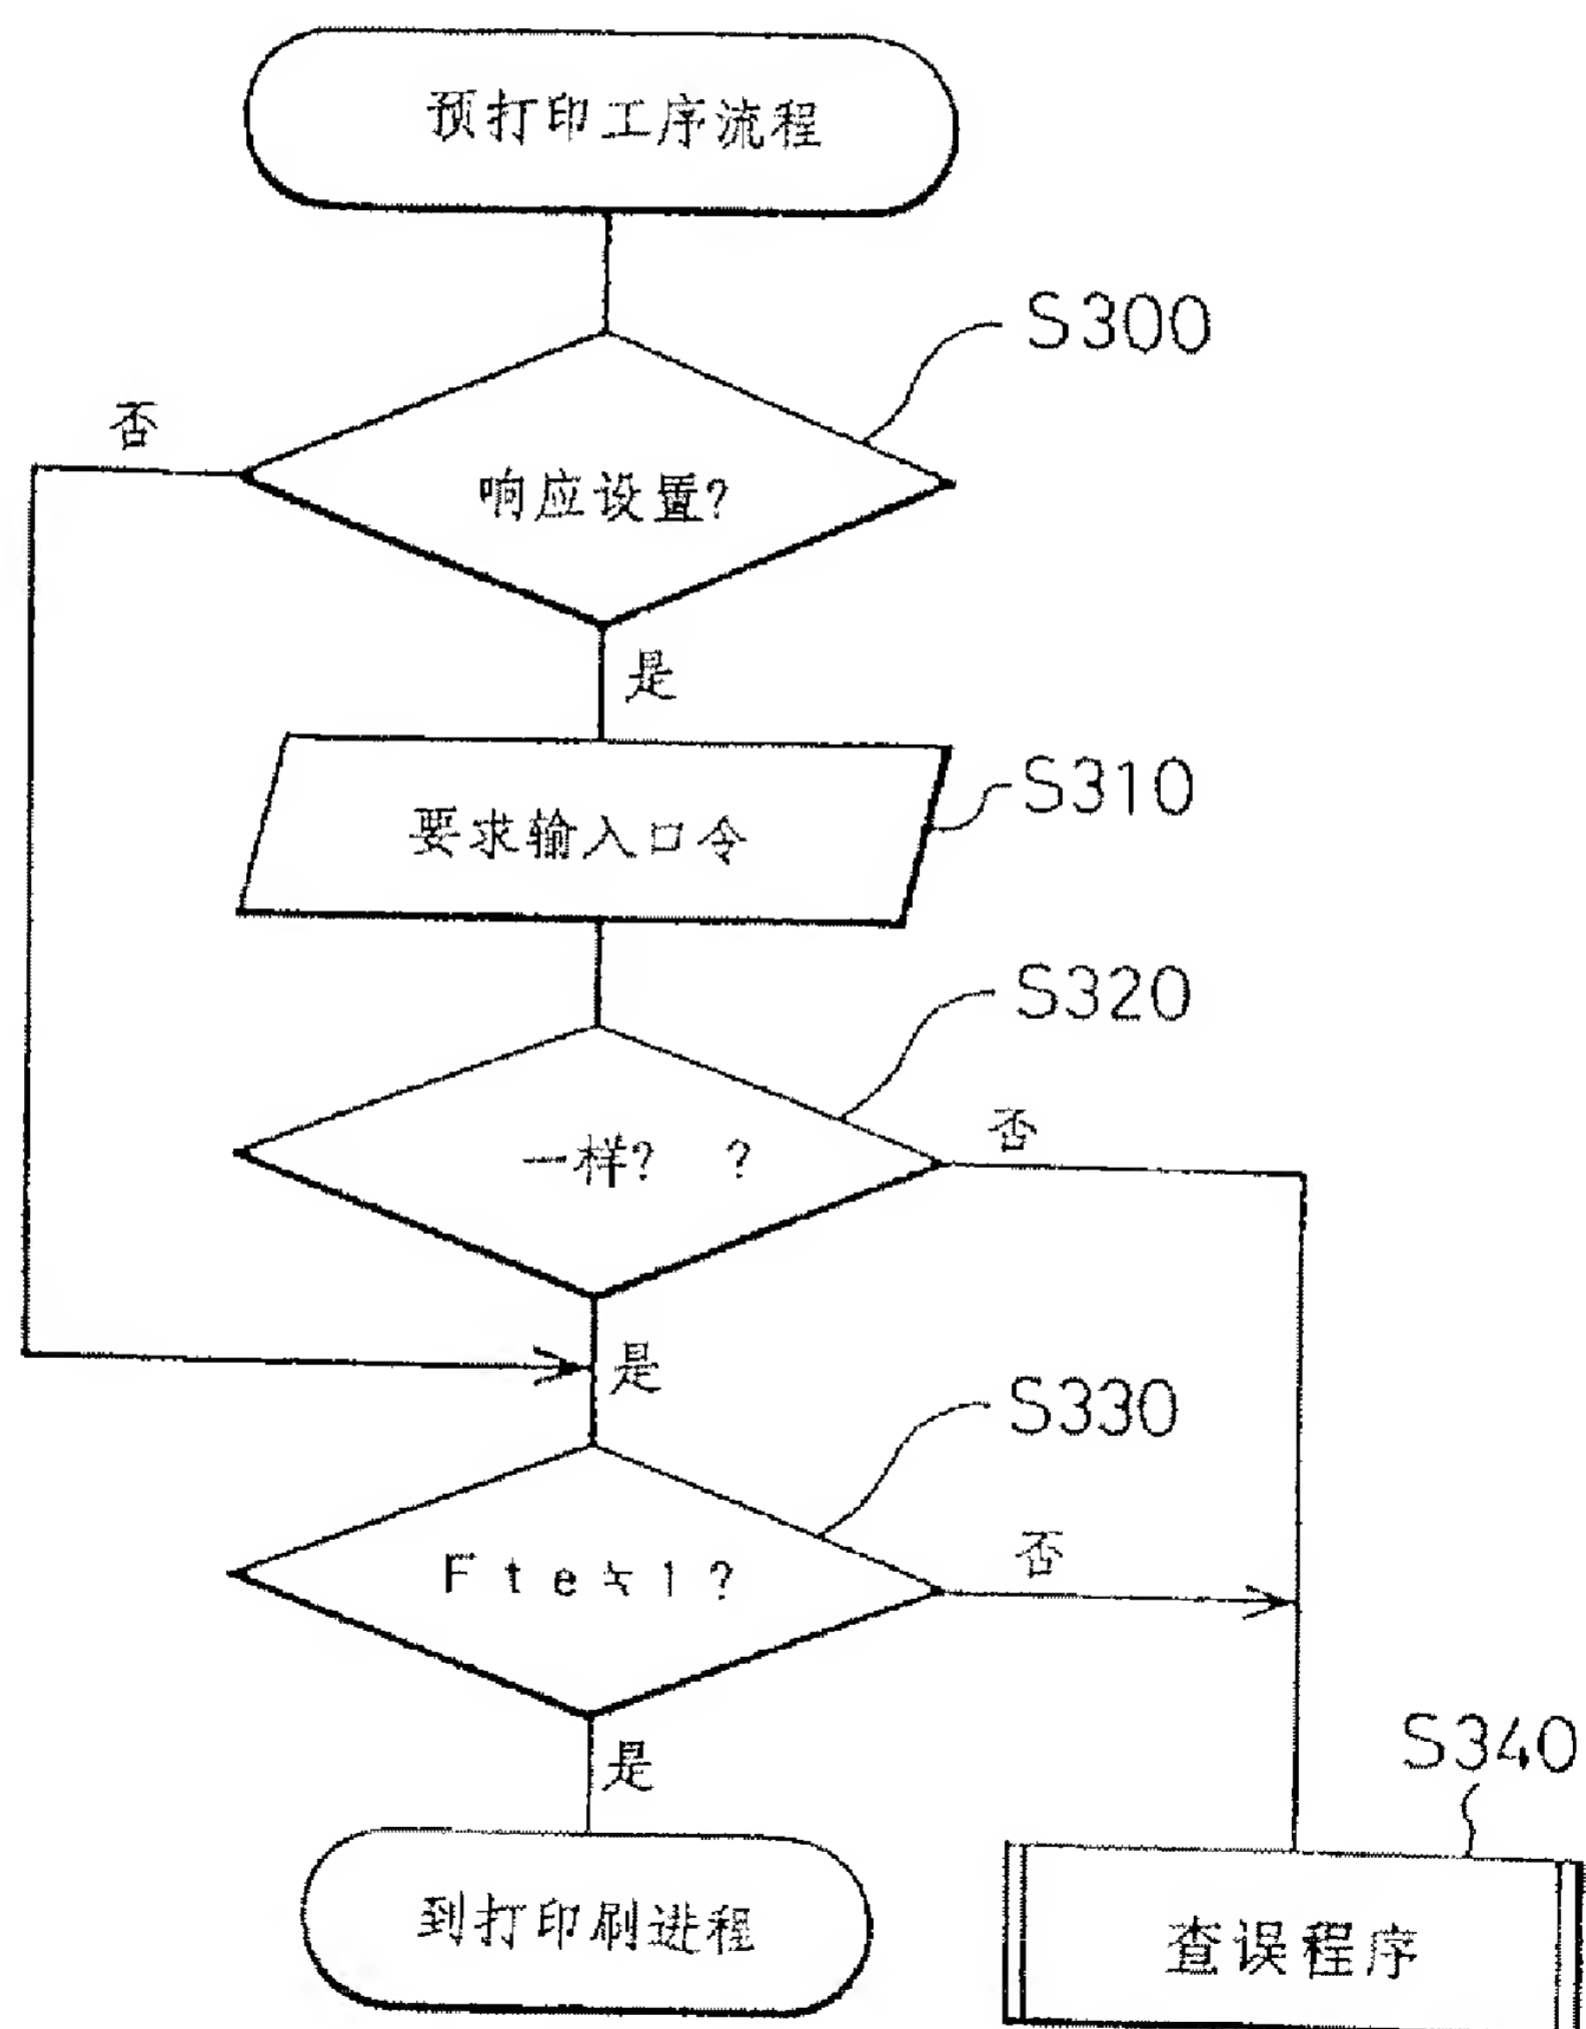 预打印工序流程
S300
否
响应设置?
是
要求输入口令
S310
S320
一样? ?
否
是
S330
F t e ≒ 1 ?
否
是
S340
到打印刷进程
查误程序